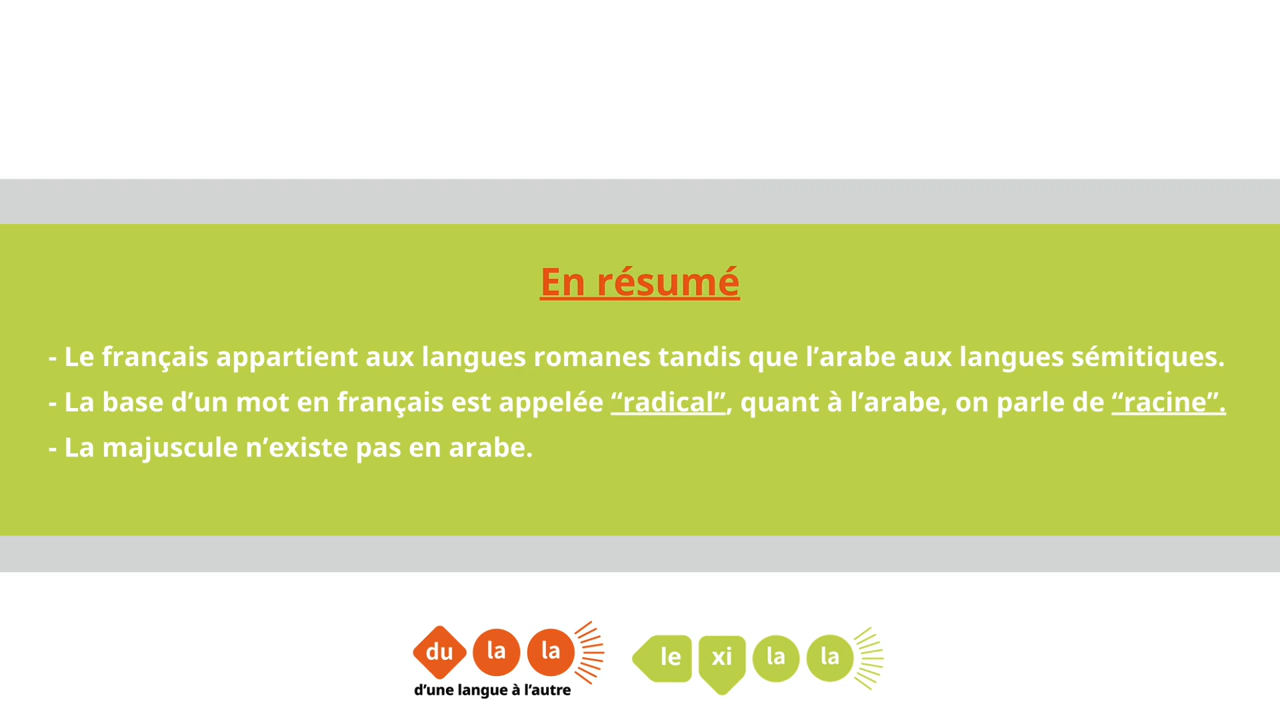 En résumé
- Le français appartient aux langues romanes tandis que l’arabe aux langues sémitiques.
- La base d’un mot en français est appelée “radical”, quant à l’arabe, on parle de “racine”.
- La majuscule n’existe pas en arabe.
du la la
d’une langue à l’autre
le xi la la